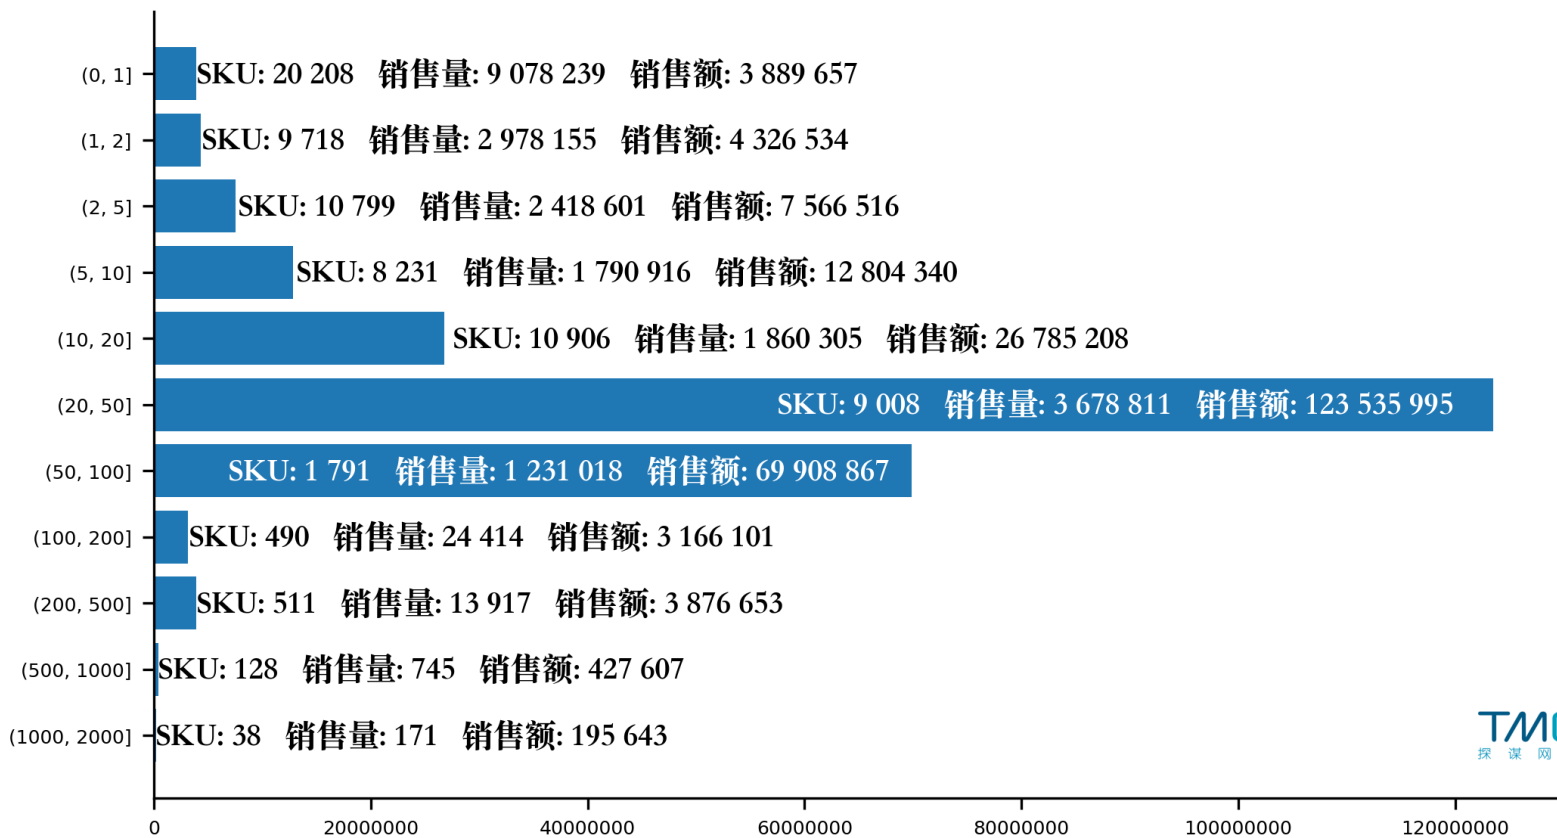 (0, 1] SKU: 20 208 销售量: 9 078 239 销售额: 3 889 657
(1, 2] SKU: 9 718 销售量: 2 978 155 销售额: 4 326 534
(2, 5] SKU: 10 799 销售量: 2 418 601 销售额: 7 566 516
(5, 10] SKU: 8 231 销售量: 1 790 916 销售额: 12 804 340
(10, 20] SKU: 10 906 销售量: 1 860 305 销售额: 26 785 208
(20, 50] SKU: 9 008 销售量: 3 678 811 销售额: 123 535 995
(50, 100] SKU: 1 791 销售量: 1 231 018 销售额: 69 908 867
(100, 200] SKU: 490 销售量: 24 414 销售额: 3 166 101
(200, 500] SKU: 511 销售量: 13 917 销售额: 3 876 653
(500, 1000] SKU: 128 销售量: 745 销售额: 427 607
(1000, 2000] SKU: 38 销售量: 171 销售额: 195 643
探谋网
0 20000000 40000000 60000000 80000000 100000000 120000000